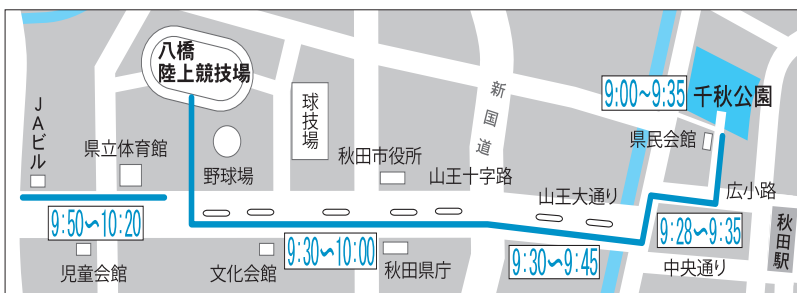 八橋
陸上競技場
JAビル
県立体育館
野球場
球技場
新国道
秋田市役所
山王十字路
山王大通り
9:00〜9:35
千秋公園
県民会館
広小路
秋田駅
9:50〜10:20
児童会館
文化会館
9:30〜10:00
秋田県庁
9:30〜9:45
9:28〜9:35
中央通り